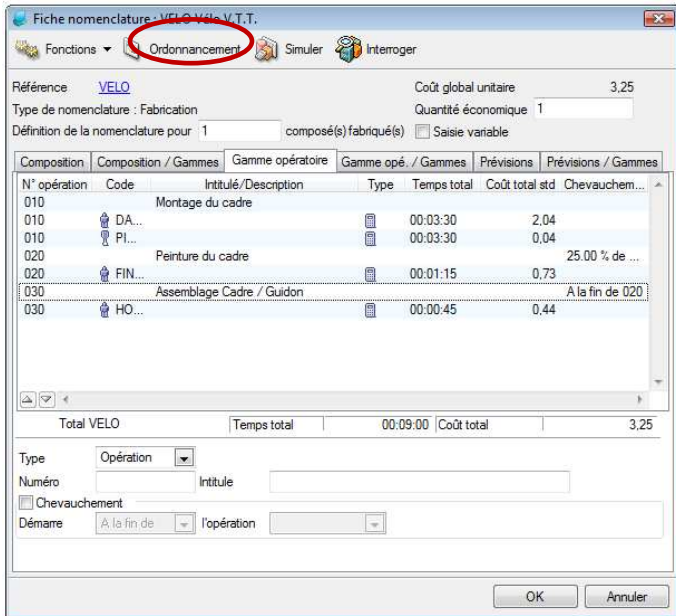 Fiche nomenclature : VELO Vélo V.T.T.
Fonctions Ordonnancement Simuler Interroger
Référence VELO Coût global unitaire 3,25
Type de nomenclature : Fabrication Quantité économique 1
Définition de la nomenclature pour 1 composé(s) fabriqué(s) Saisie variable
Composition Composition / Gammes Gamme opératoire Gamme opé. / Gammes Prévisions Prévisions / Gammes
N° opération Code Intitulé/Description Type Temps total Coût total std Chevauchem...
010 Montage du cadre
010 DA... 00:03:30 2,04
010 PI... 00:03:30 0,04
020 Peinture du cadre 25.00 % de ...
020 FIN... 00:01:15 0,73
030 Assemblage Cadre / Guidon A la fin de 020
030 HO... 00:00:45 0,44
Total VELO Temps total 00:09:00 Coût total 3,25
Type Opération
Numéro Intitule
Chevauchement
Démarre A la fin de l'opération
OK Annuler